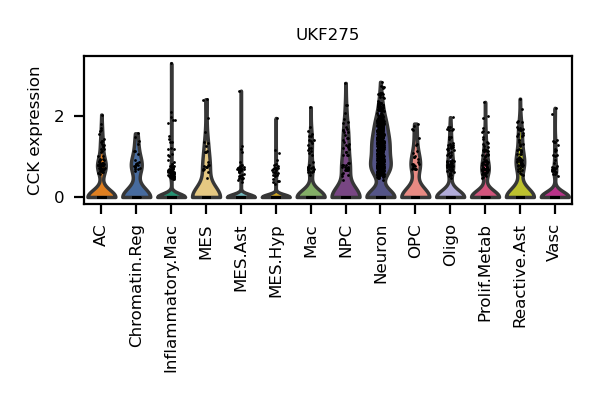 UKF275
CCK expression
2
0
AC
Chromatin.Reg
Inflammatory.Mac
MES
MES.Ast
MES.Hyp
Mac
NPC
Neuron
OPC
Oligo
Prolif.Metab
Reactive.Ast
Vasc